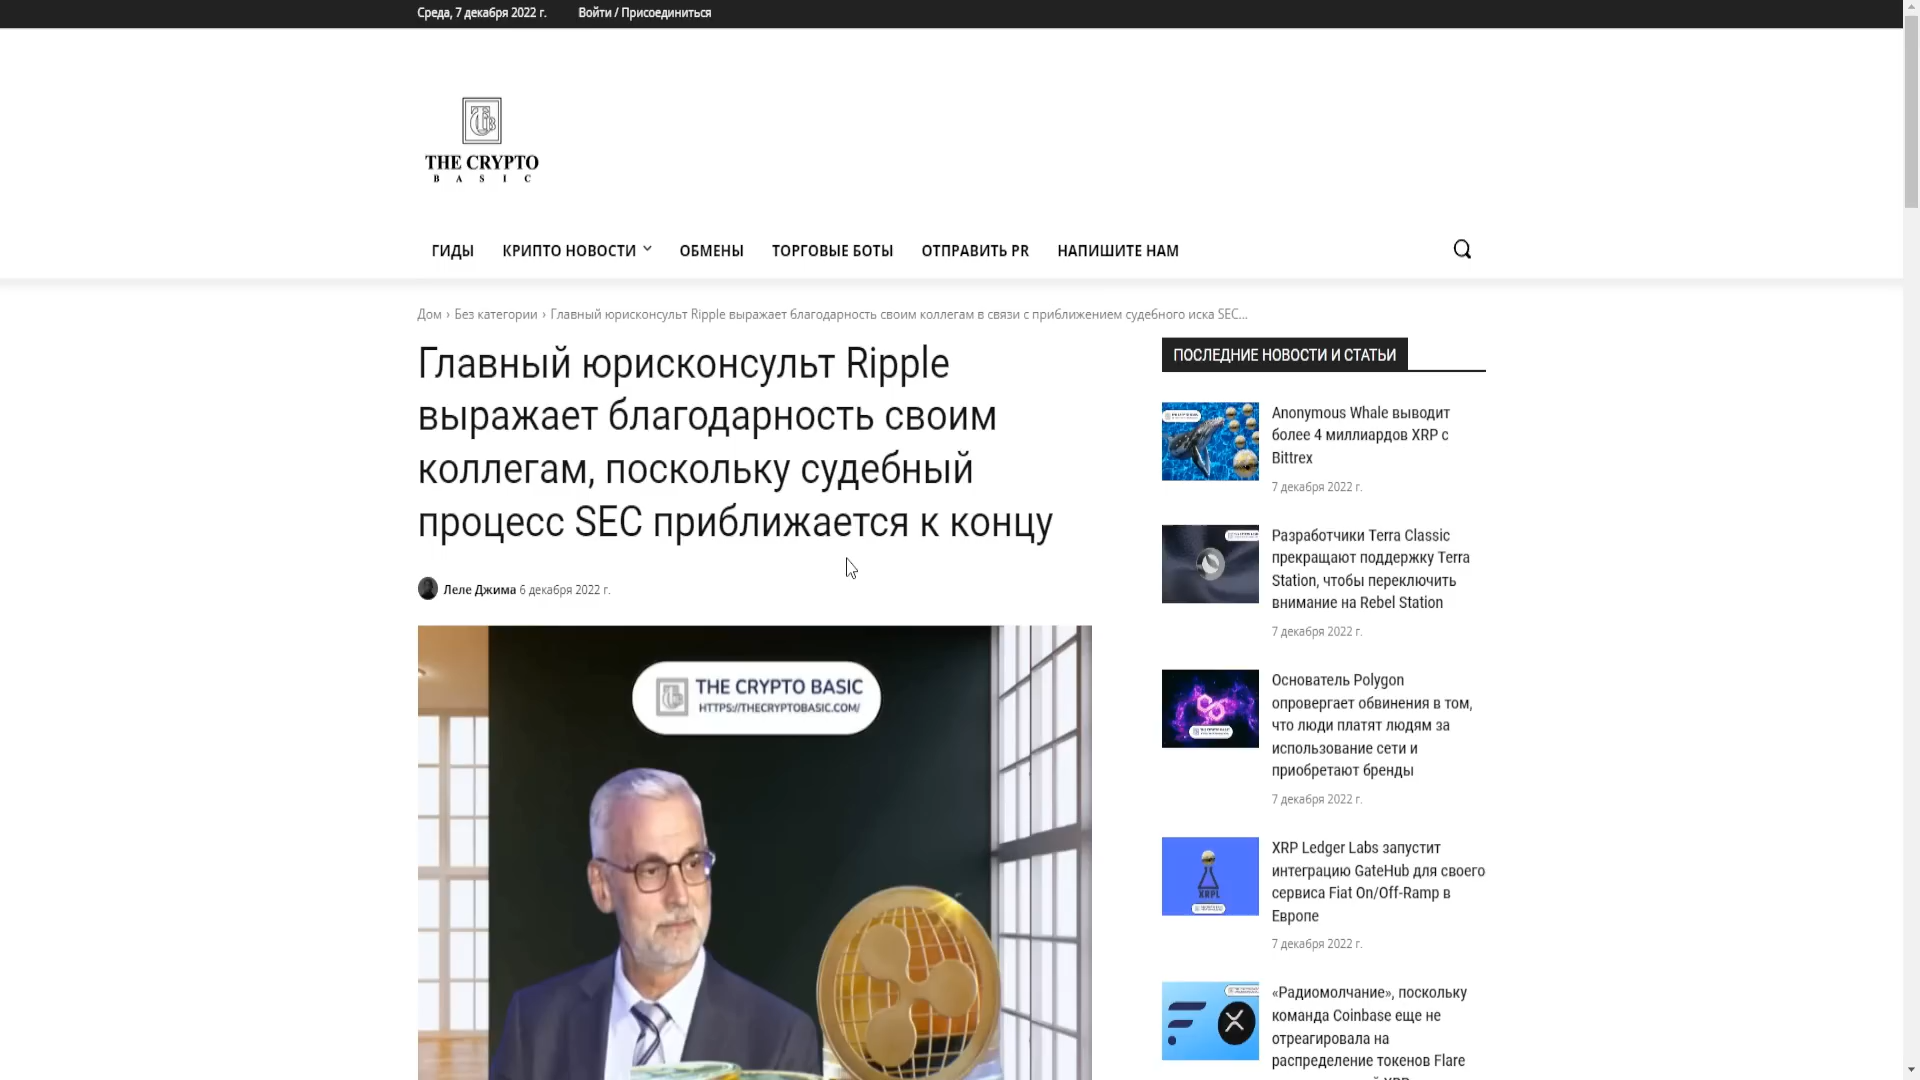 Среда, 7 декабря 2022 г.
Войти / Присоединиться
THE CRYPTO
BASIC
ГИДЫ
КРИПТО НОВОСТИ
ОБМЕНЫ
ТОРГОВЫЕ БОТЫ
ОТПРАВИТЬ PR
НАПИШИТЕ НАМ
Дом › Без категории › Главный юрисконсульт Ripple выражает благодарность своим коллегам в связи с приближением судебного иска SEC...
Главный юрисконсульт Ripple
выражает благодарность своим
коллегам, поскольку судебный
процесс SEC приближается к концу
Леле Джима 6 декабря 2022 г.
THE CRYPTO BASIC
HTTPS://THECRYPTOBASIC.COM/
ПОСЛЕДНИЕ НОВОСТИ И СТАТЬИ
Anonymous Whale выводит
более 4 миллиардов XRP с
Bittrex
7 декабря 2022 г.
Разработчики Terra Classic
прекращают поддержку Terra
Station, чтобы переключить
внимание на Rebel Station
7 декабря 2022 г.
Основатель Polygon
опровергает обвинения в том,
что люди платят людям за
использование сети и
приобретают бренды
7 декабря 2022 г.
XRPL
XRP Ledger Labs запустит
интеграцию GateHub для своего
сервиса Fiat On/Off-Ramp в
Европе
7 декабря 2022 г.
«Радиомолчание», поскольку
команда Coinbase еще не
отреагировала на
распределение токенов Flare